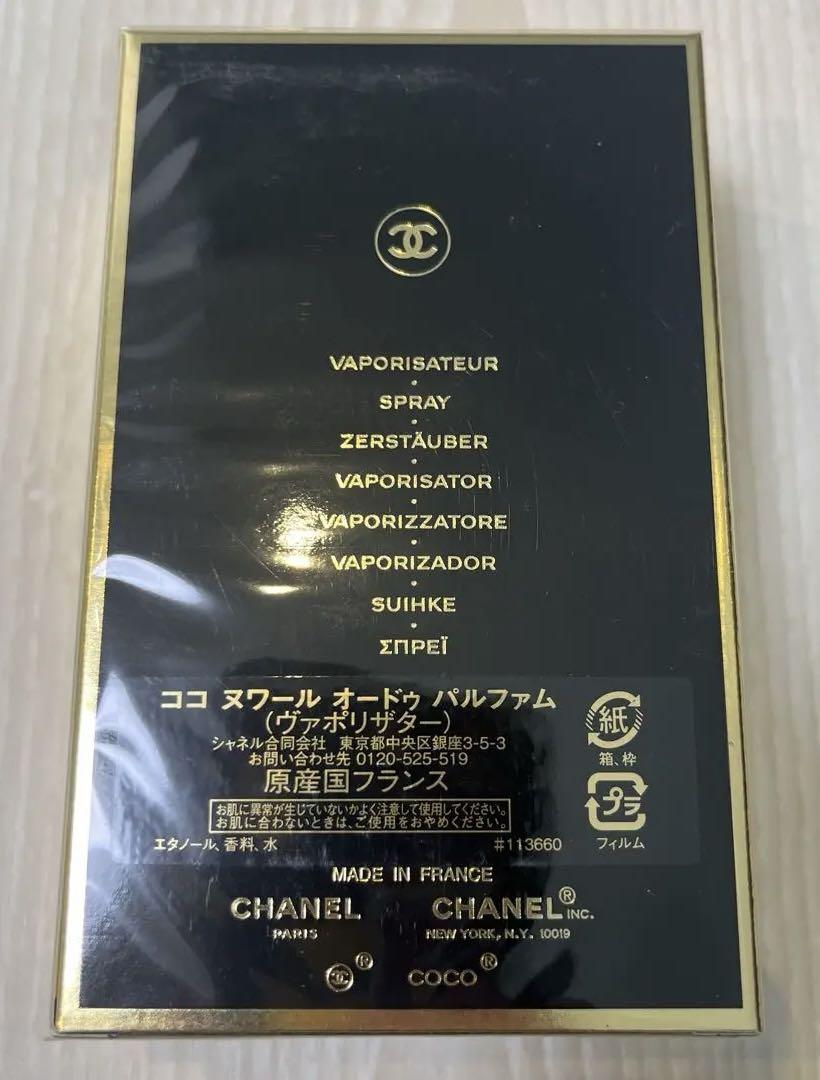 VAPORISATEUR
SPRAY
ZERSTÄUBER
VAPORISATOR
VAPORIZZATORE
VAPORIZADOR
SUIHKE
ΣΠΡΕΪ
ココ ヌワール オードゥ パルファム
(ヴァポリザター)
シャネル合同会社 東京都中央区銀座3-5-3
お問い合わせ先 0120-525-519
原産国フランス
お肌に異常が生じていないかよく注意して使用してください。
お肌に合わないときは、ご使用をおやめください。
エタノール、香料、水 #113660
紙
箱、枠
プラ
フィルム
MADE IN FRANCE
CHANEL CHANEL® INC.
PARIS NEW YORK, N.Y. 10019
® COCO®